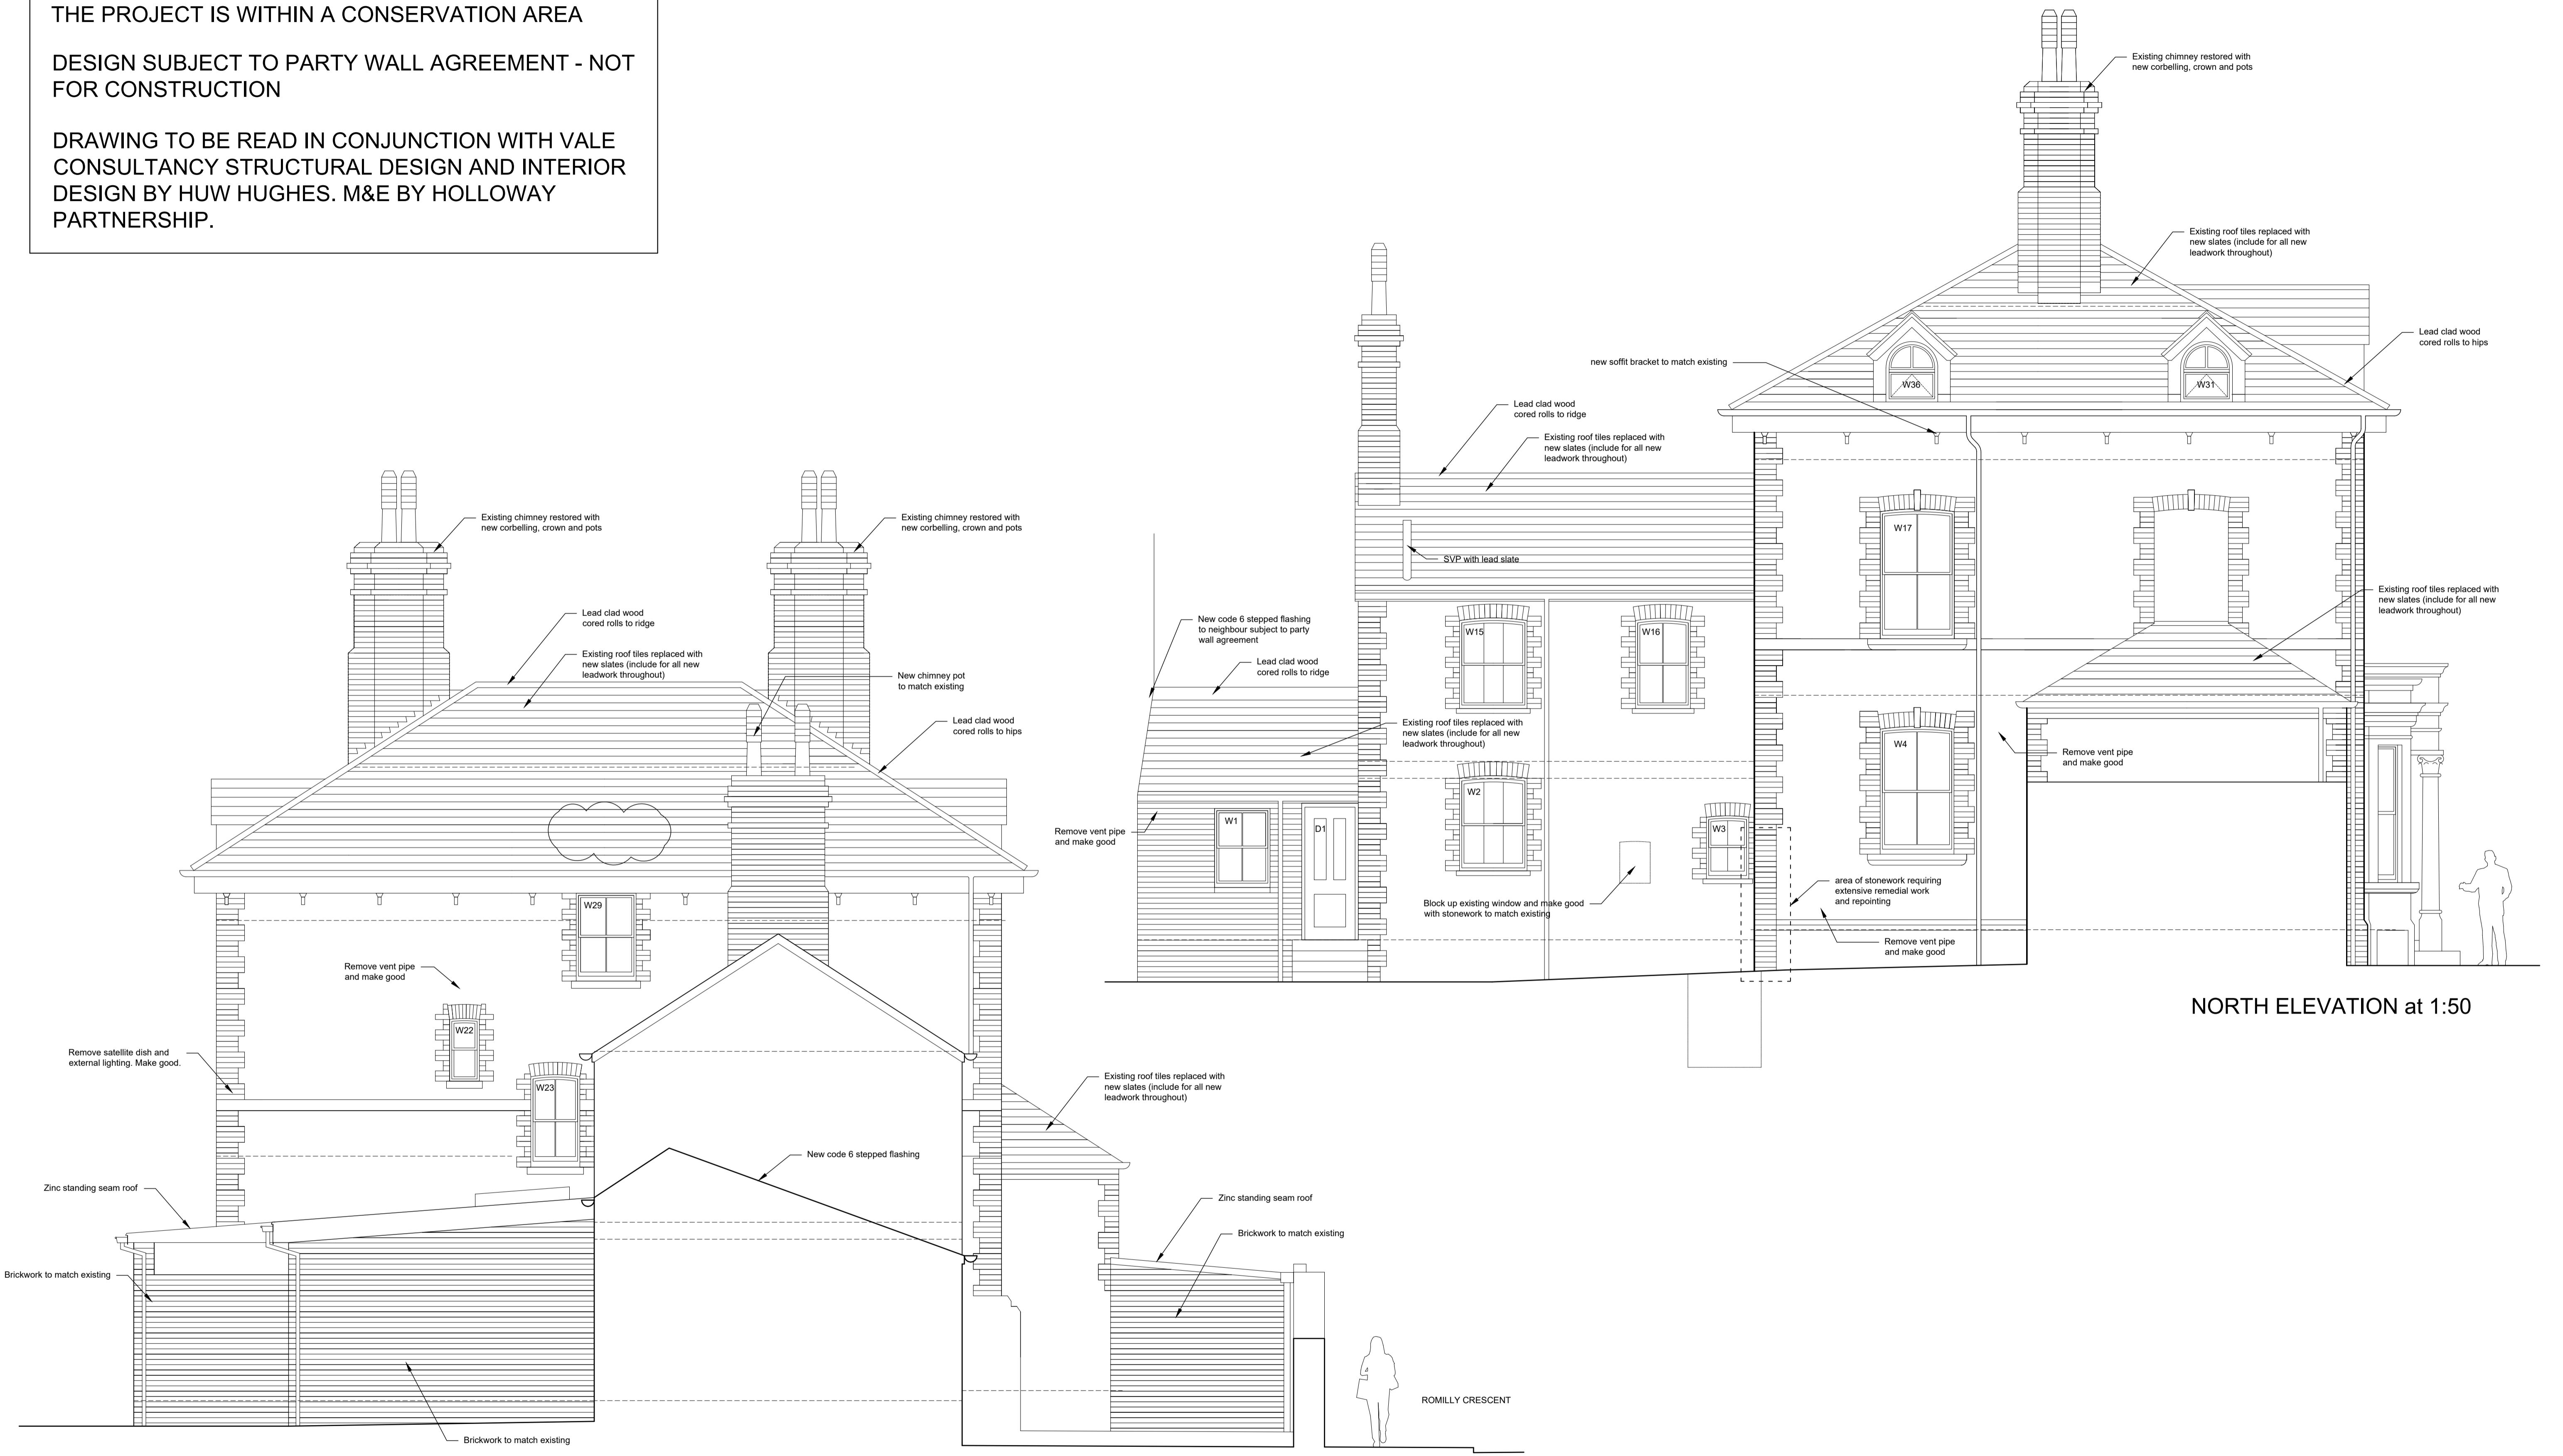 THE PROJECT IS WITHIN A CONSERVATION AREA
DESIGN SUBJECT TO PARTY WALL AGREEMENT - NOT
FOR CONSTRUCTION
DRAWING TO BE READ IN CONJUNCTION WITH VALE
CONSULTANCY STRUCTURAL DESIGN AND INTERIOR
DESIGN BY HUW HUGHES. M&E BY HOLLOWAY
PARTNERSHIP.
Existing chimney restored with
new corbelling, crown and pots
Existing chimney restored with
new corbelling, crown and pots
Lead clad wood
cored rolls to ridge
Existing roof tiles replaced with
new slates (include for all new
leadwork throughout)
New chimney pot
to match existing
Lead clad wood
cored rolls to hips
W29
Remove vent pipe
and make good
W22
Remove satellite dish and
external lighting. Make good.
W23
Existing roof tiles replaced with
new slates (include for all new
leadwork throughout)
New code 6 stepped flashing
Zinc standing seam roof
Zinc standing seam roof
Brickwork to match existing
Brickwork to match existing
Brickwork to match existing
ROMILLY CRESCENT
Existing chimney restored with
new corbelling, crown and pots
Existing roof tiles replaced with
new slates (include for all new
leadwork throughout)
Lead clad wood
cored rolls to hips
new soffit bracket to match existing
W36
W31
Lead clad wood
cored rolls to ridge
Existing roof tiles replaced with
new slates (include for all new
leadwork throughout)
SVP with lead slate
W17
Existing roof tiles replaced with
new slates (include for all new
leadwork throughout)
New code 6 stepped flashing
to neighbour subject to party
wall agreement
Lead clad wood
cored rolls to ridge
W15
W16
Existing roof tiles replaced with
new slates (include for all new
leadwork throughout)
W4
Remove vent pipe
and make good
W2
Remove vent pipe
and make good
W1
D1
W3
Block up existing window and make good
with stonework to match existing
area of stonework requiring
extensive remedial work
and repointing
Remove vent pipe
and make good
NORTH ELEVATION at 1:50